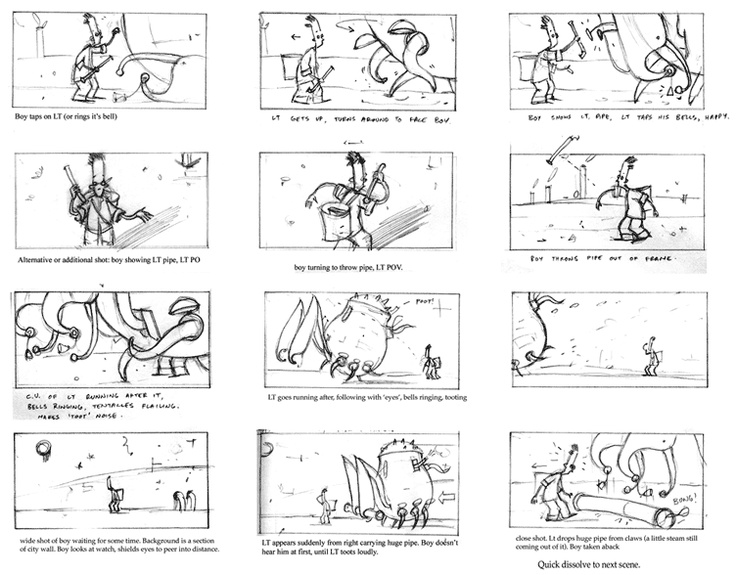 Boy taps on LT (or rings it's bell)
LT GETS UP, TURNS AROUND TO FACE BOY.
BOY SHOWS LT PIPE, LT TAPS HIS BELLS, HAPPY.
Alternative or additional shot: boy showing LT pipe, LT PO
boy turning to throw pipe, LT POV.
BOY THROWS PIPE OUT OF FRAME.
C.U. OF LT RUNNING AFTER IT,
BELLS RINGING, TENTACLES FLAILING.
MAKES 'TOOT' NOISE.
POOT!
LT goes running after, following with 'eyes', bells ringing, tooting
wide shot of boy waiting for some time. Background is a section
of city wall. Boy looks at watch, shields eyes to peer into distance.
LT appears suddenly from right carrying huge pipe. Boy doesn't
hear him at first, until LT toots loudly.
BUNG!
close shot. Lt drops huge pipe from claws (a little steam still
coming out of it). Boy taken aback
Quick dissolve to next scene.